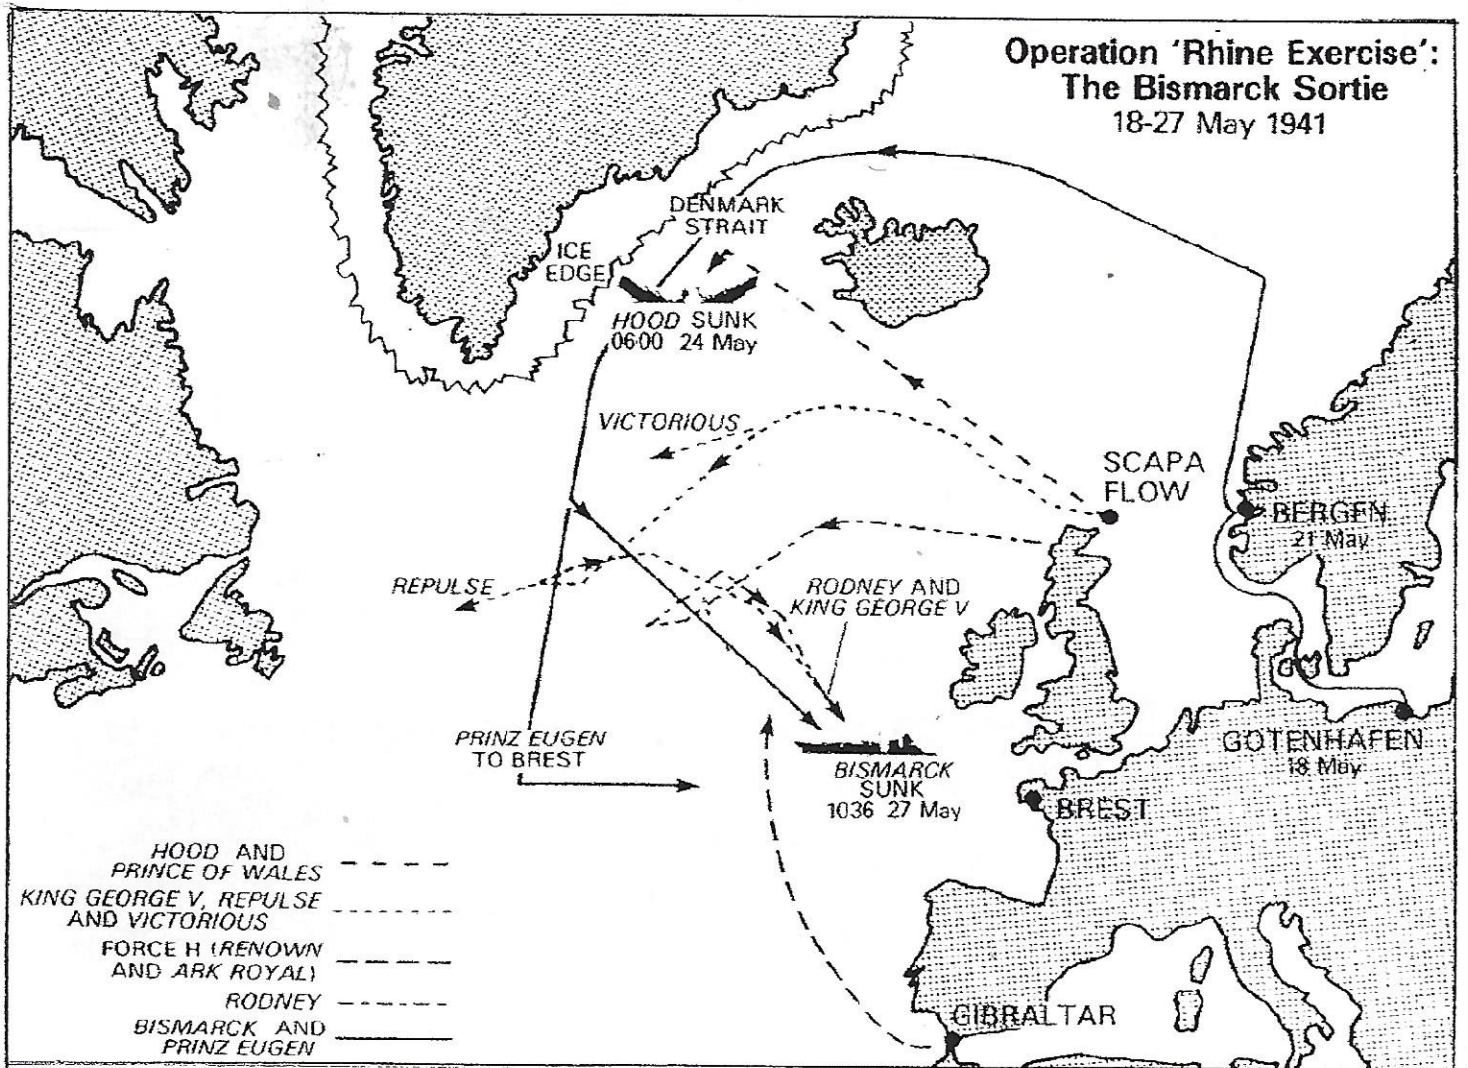 Operation 'Rhine Exercise':
The Bismarck Sortie
18-27 May 1941
DENMARK
STRAIT
ICE
EDGE
HOOD SUNK
0600 24 May
VICTORIOUS
SCAPA
FLOW
BERGEN
21 May
REPULSE
RODNEY AND
KING GEORGE V
PRINZ EUGEN
TO BREST
GOTENHAFEN
18 May
BISMARCK
SUNK
1036 27 May
BREST
GIBRALTAR
HOOD AND
PRINCE OF WALES
KING GEORGE V, REPULSE
AND VICTORIOUS
FORCE H (RENOWN
AND ARK ROYAL)
RODNEY
BISMARCK AND
PRINZ EUGEN